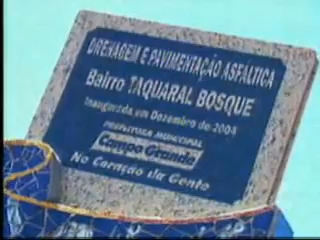 DRENAGEM E PAVIMENTAÇÃO ASFÁLTICA
Bairro TAQUARAL BOSQUE
Inaugurada em Dezembro de 2004
PREFEITURA MUNICIPAL
Campo Grande
No Coração da Gente